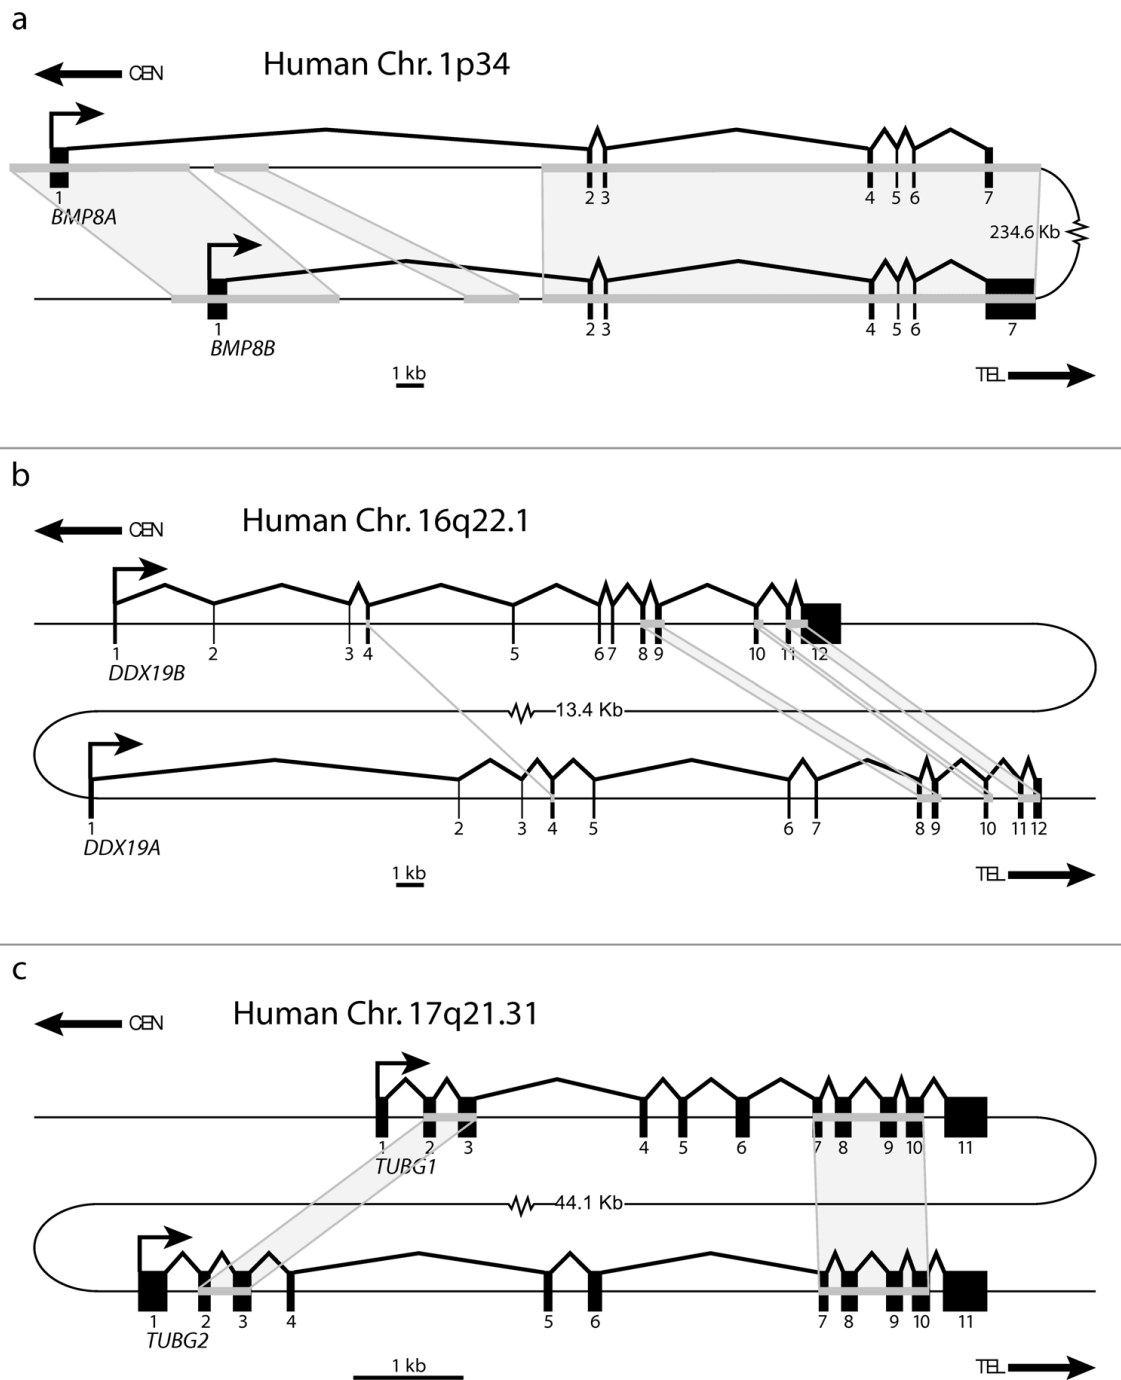 a
Human Chr. 1p34
CEN
1 2 3 4 5 6 7
BMP8A
234.6 Kb
1 2 3 4 5 6 7
BMP8B
1 kb
TEL
b
Human Chr. 16q22.1
CEN
1 2 3 4 5 6 7 8 9 10 11 12
DDX19B
13.4 Kb
1 2 3 4 5 6 7 8 9 10 11 12
DDX19A
1 kb
TEL
c
Human Chr. 17q21.31
CEN
1 2 3 4 5 6 7 8 9 10 11
TUBG1
44.1 Kb
1 2 3 4 5 6 7 8 9 10 11
TUBG2
1 kb
TEL